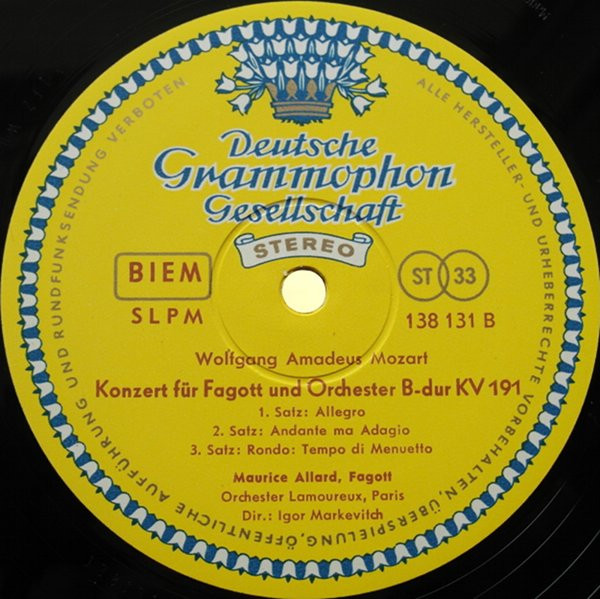 Deutsche
Grammophon
Gesellschaft
STEREO
BIEM
SLPM
ST 33
138 131 B
Wolfgang Amadeus Mozart
Konzert für Fagott und Orchester B-dur KV 191
1. Satz: Allegro
2. Satz: Andante ma Adagio
3. Satz: Rondo: Tempo di Menuetto
Maurice Allard, Fagott
Orchester Lamoureux, Paris
Dir.: Igor Markevitch
ALLE HERSTELLER- UND URHEBERRECHTE VORBEHALTEN, ÜBERSPIELUNG, ÖFFENTLICHE AUFFÜHRUNG UND RUNDFUNKSENDUNG VERBOTEN